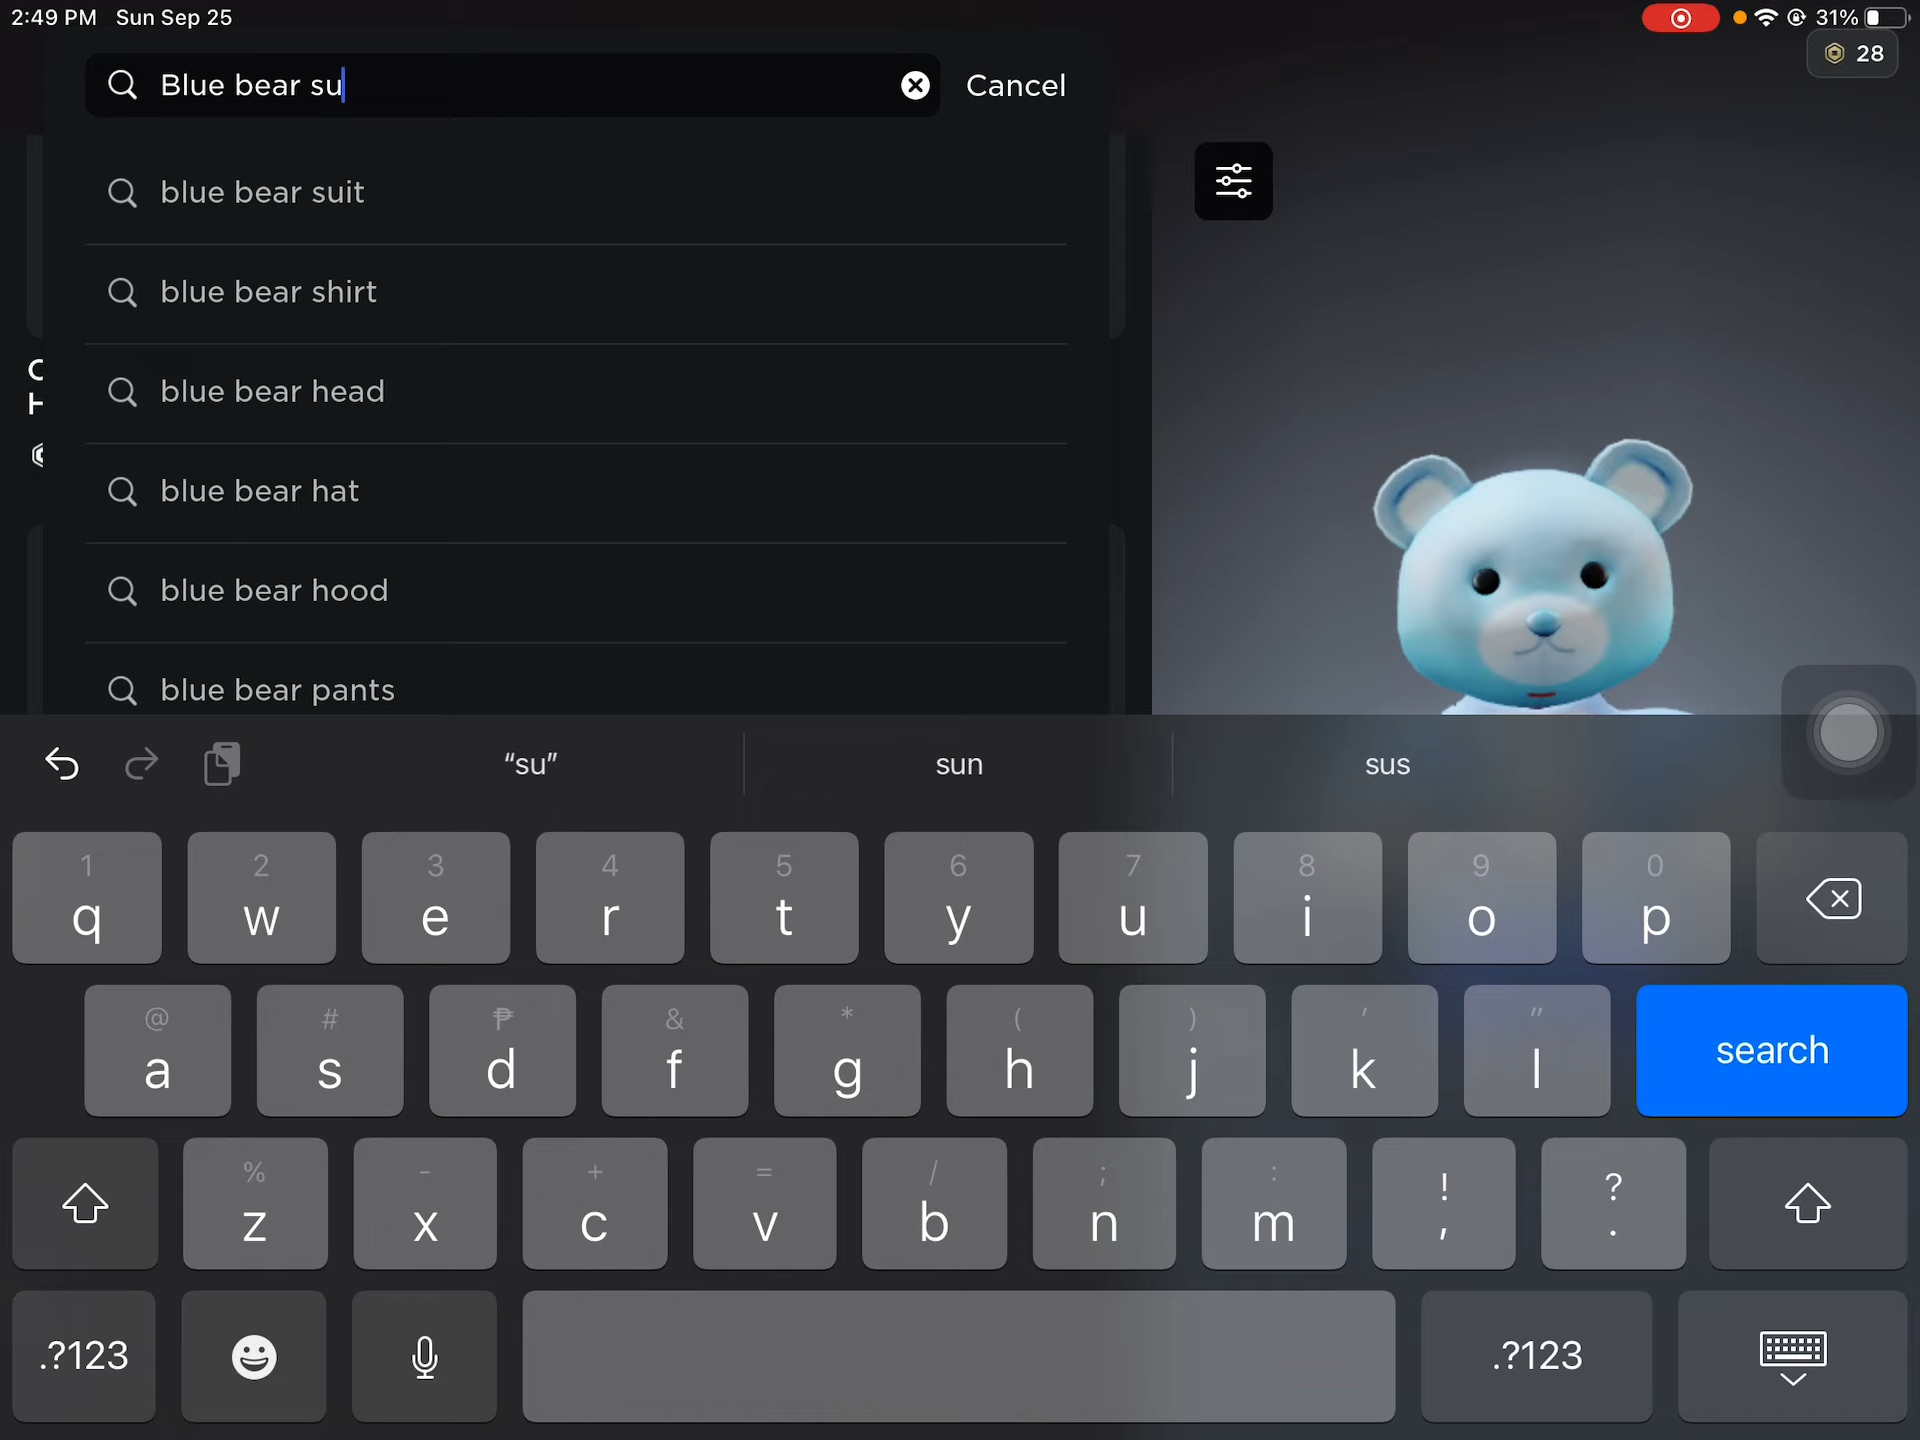 2:49 PM Sun Sep 25
31%
28
Blue bear su
Cancel
blue bear suit
blue bear shirt
blue bear head
blue bear hat
blue bear hood
blue bear pants
“su” sun sus
1 2 3 4 5 6 7 8 9 0
q w e r t y u i o p
@ # ₱ & * ( ) ' "
a s d f g h j k l search
% - + = / ; : ! ?
z x c v b n m , .
.?123 .?123